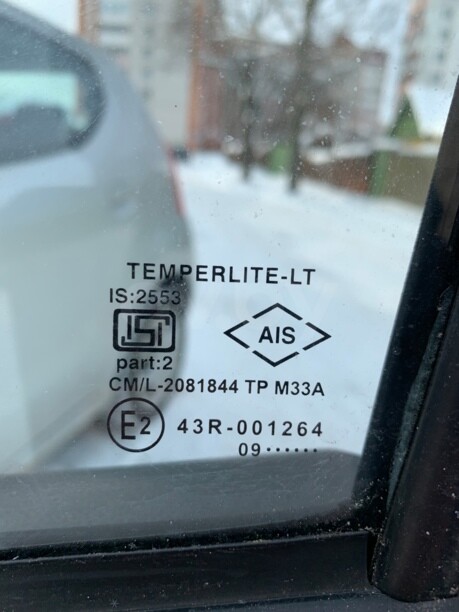 TEMPERLITE-LT
IS:2553
ISI AIS
part:2
CM/L-2081844 TP M33A
E2 43R-001264
09 ······